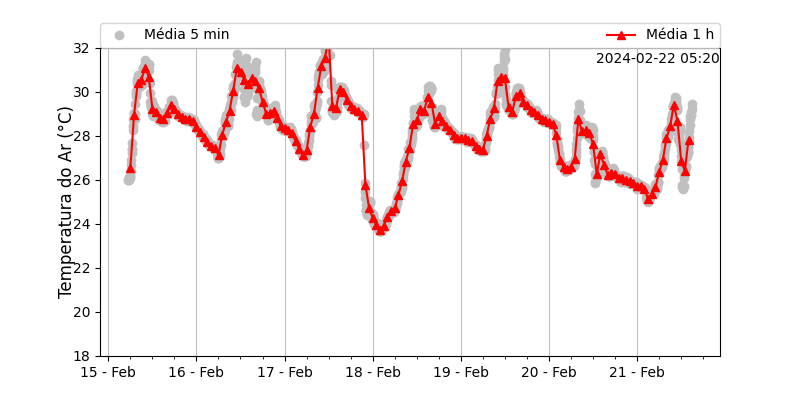 Média 5 min
Média 1 h
2024-02-22 05:20
Temperatura do Ar (°C)
32
30
28
26
24
22
20
18
15 - Feb
16 - Feb
17 - Feb
18 - Feb
19 - Feb
20 - Feb
21 - Feb